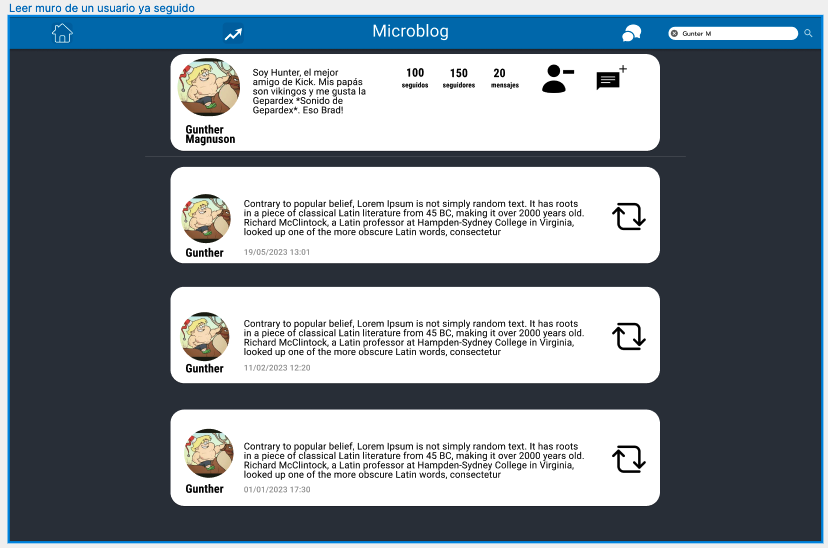 Leer muro de un usuario ya seguido
Microblog
Gunter M
Soy Hunter, el mejor
amigo de Kick. Mis papás
son vikingos y me gusta la
Gepardex *Sonido de
Gepardex*. Eso Brad!
100
seguidos
150
seguidores
20
mensajes
Gunther
Magnuson
Contrary to popular belief, Lorem Ipsum is not simply random text. It has roots
in a piece of classical Latin literature from 45 BC, making it over 2000 years old.
Richard McClintock, a Latin professor at Hampden-Sydney College in Virginia,
looked up one of the more obscure Latin words, consectetur
Gunther
19/05/2023 13:01
Contrary to popular belief, Lorem Ipsum is not simply random text. It has roots
in a piece of classical Latin literature from 45 BC, making it over 2000 years old.
Richard McClintock, a Latin professor at Hampden-Sydney College in Virginia,
looked up one of the more obscure Latin words, consectetur
Gunther
11/02/2023 12:20
Contrary to popular belief, Lorem Ipsum is not simply random text. It has roots
in a piece of classical Latin literature from 45 BC, making it over 2000 years old.
Richard McClintock, a Latin professor at Hampden-Sydney College in Virginia,
looked up one of the more obscure Latin words, consectetur
Gunther
01/01/2023 17:30